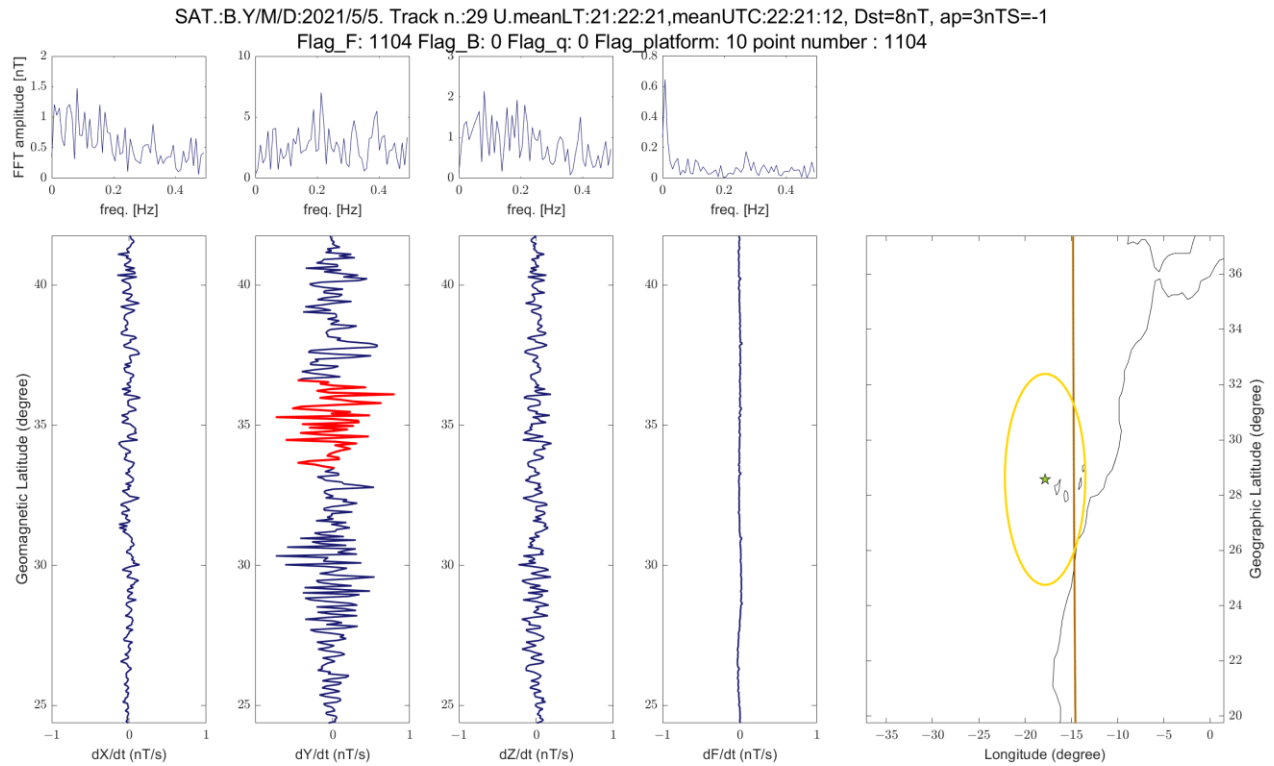 SAT.:B.Y/M/D:2021/5/5. Track n.:29 U.meanLT:21:22:21,meanUTC:22:21:12, Dst=8nT, ap=3nTS=-1
Flag_F: 1104 Flag_B: 0 Flag_q: 0 Flag_platform: 10 point number : 1104
FFT amplitude [nT]
2
1.5
1
0.5
0
0 0.2 0.4
freq. [Hz]
10
5
0
0 0.2 0.4
freq. [Hz]
3
2
1
0
0 0.2 0.4
freq. [Hz]
0.8
0.6
0.4
0.2
0
0 0.2 0.4
freq. [Hz]
Geomagnetic Latitude (degree)
40
35
30
25
−1 0 1
dX/dt (nT/s)
40
35
30
25
−1 0 1
dY/dt (nT/s)
40
35
30
25
−1 0 1
dZ/dt (nT/s)
40
35
30
25
−1 0 1
dF/dt (nT/s)
36
34
32
30
28
26
24
22
20
Geographic Latitude (degree)
−35 −30 −25 −20 −15 −10 −5 0
Longitude (degree)